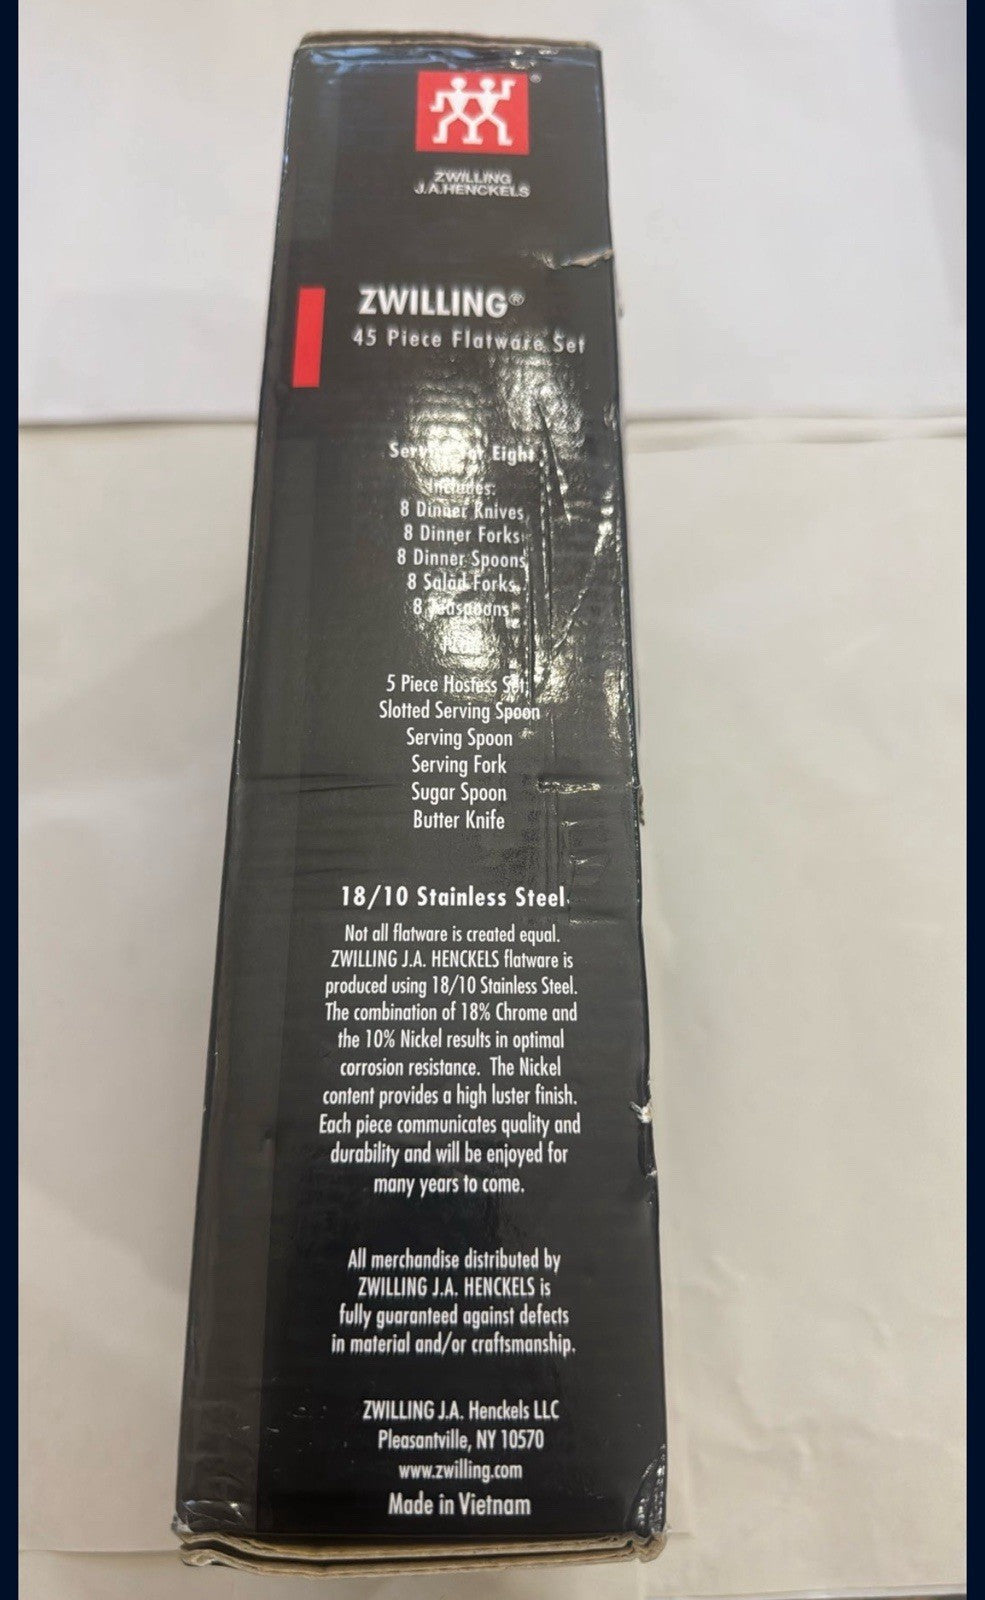 ZWILLING
J.A.HENCKELS
ZWILLING®
45 Piece Flatware Set
Service for Eight
Includes:
8 Dinner Knives
8 Dinner Forks
8 Dinner Spoons
8 Salad Forks
8 Teaspoons
5 Piece Hostess Set
Slotted Serving Spoon
Serving Spoon
Serving Fork
Sugar Spoon
Butter Knife
18/10 Stainless Steel
Not all flatware is created equal.
ZWILLING J.A. HENCKELS flatware is
produced using 18/10 Stainless Steel.
The combination of 18% Chrome and
the 10% Nickel results in optimal
corrosion resistance. The Nickel
content provides a high luster finish.
Each piece communicates quality and
durability and will be enjoyed for
many years to come.
All merchandise distributed by
ZWILLING J.A. HENCKELS is
fully guaranteed against defects
in material and/or craftsmanship.
ZWILLING J.A. Henckels LLC
Pleasantville, NY 10570
www.zwilling.com
Made in Vietnam